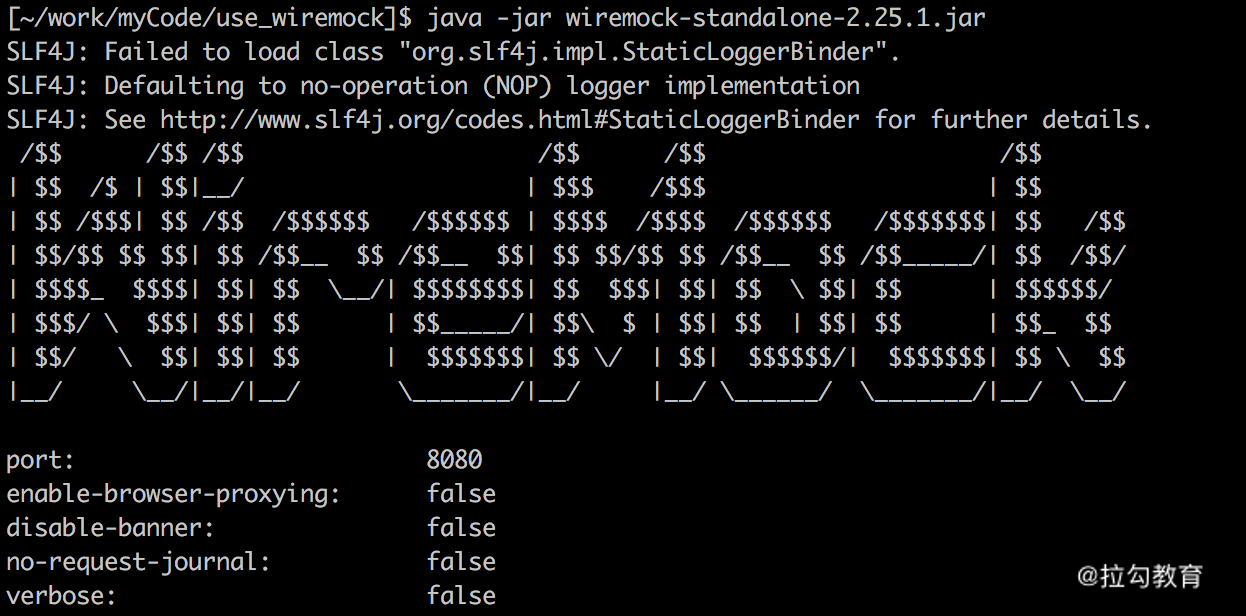 [~/work/myCode/use_wiremock]$ java -jar wiremock-standalone-2.25.1.jar
SLF4J: Failed to load class "org.slf4j.impl.StaticLoggerBinder".
SLF4J: Defaulting to no-operation (NOP) logger implementation
SLF4J: See http://www.slf4j.org/codes.html#StaticLoggerBinder for further details.
 /$$      /$$ /$$                     /$$      /$$                     /$$
| $$  /$ | $$|__/                    | $$$    /$$$                    | $$
| $$ /$$$| $$ /$$  /$$$$$$   /$$$$$$ | $$$$  /$$$$  /$$$$$$   /$$$$$$$| $$   /$$
| $$/$$ $$ $$| $$ /$$__  $$ /$$__  $$| $$ $$/$$ $$ /$$__  $$ /$$_____/| $$  /$$/
| $$$$_  $$$$| $$| $$  \__/| $$$$$$$$| $$  $$$| $$| $$  \ $$| $$      | $$$$$$/
| $$$/ \  $$$| $$| $$      | $$_____/| $$\  $ | $$| $$  | $$| $$      | $$_  $$
| $$/   \  $$| $$| $$      |  $$$$$$$| $$ \/  | $$|  $$$$$$/|  $$$$$$$| $$ \  $$
|__/     \__/|__/|__/       \_______/|__/     |__/ \______/  \_______/|__/  \__/
port:                         8080
enable-browser-proxying:      false
disable-banner:               false
no-request-journal:           false
verbose:                      false
@拉勾教育